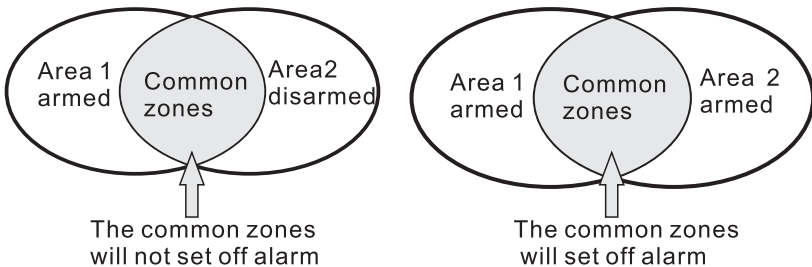 Area 1
armed
Common
zones
Area2
disarmed
The common zones
will not set off alarm
Area 1
armed
Common
zones
Area 2
armed
The common zones
will set off alarm